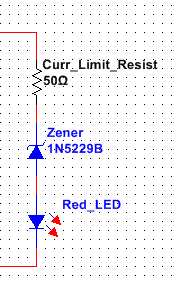 Curr_Limit_Resist
50Ω
Zener
1N5229B
Red_LED